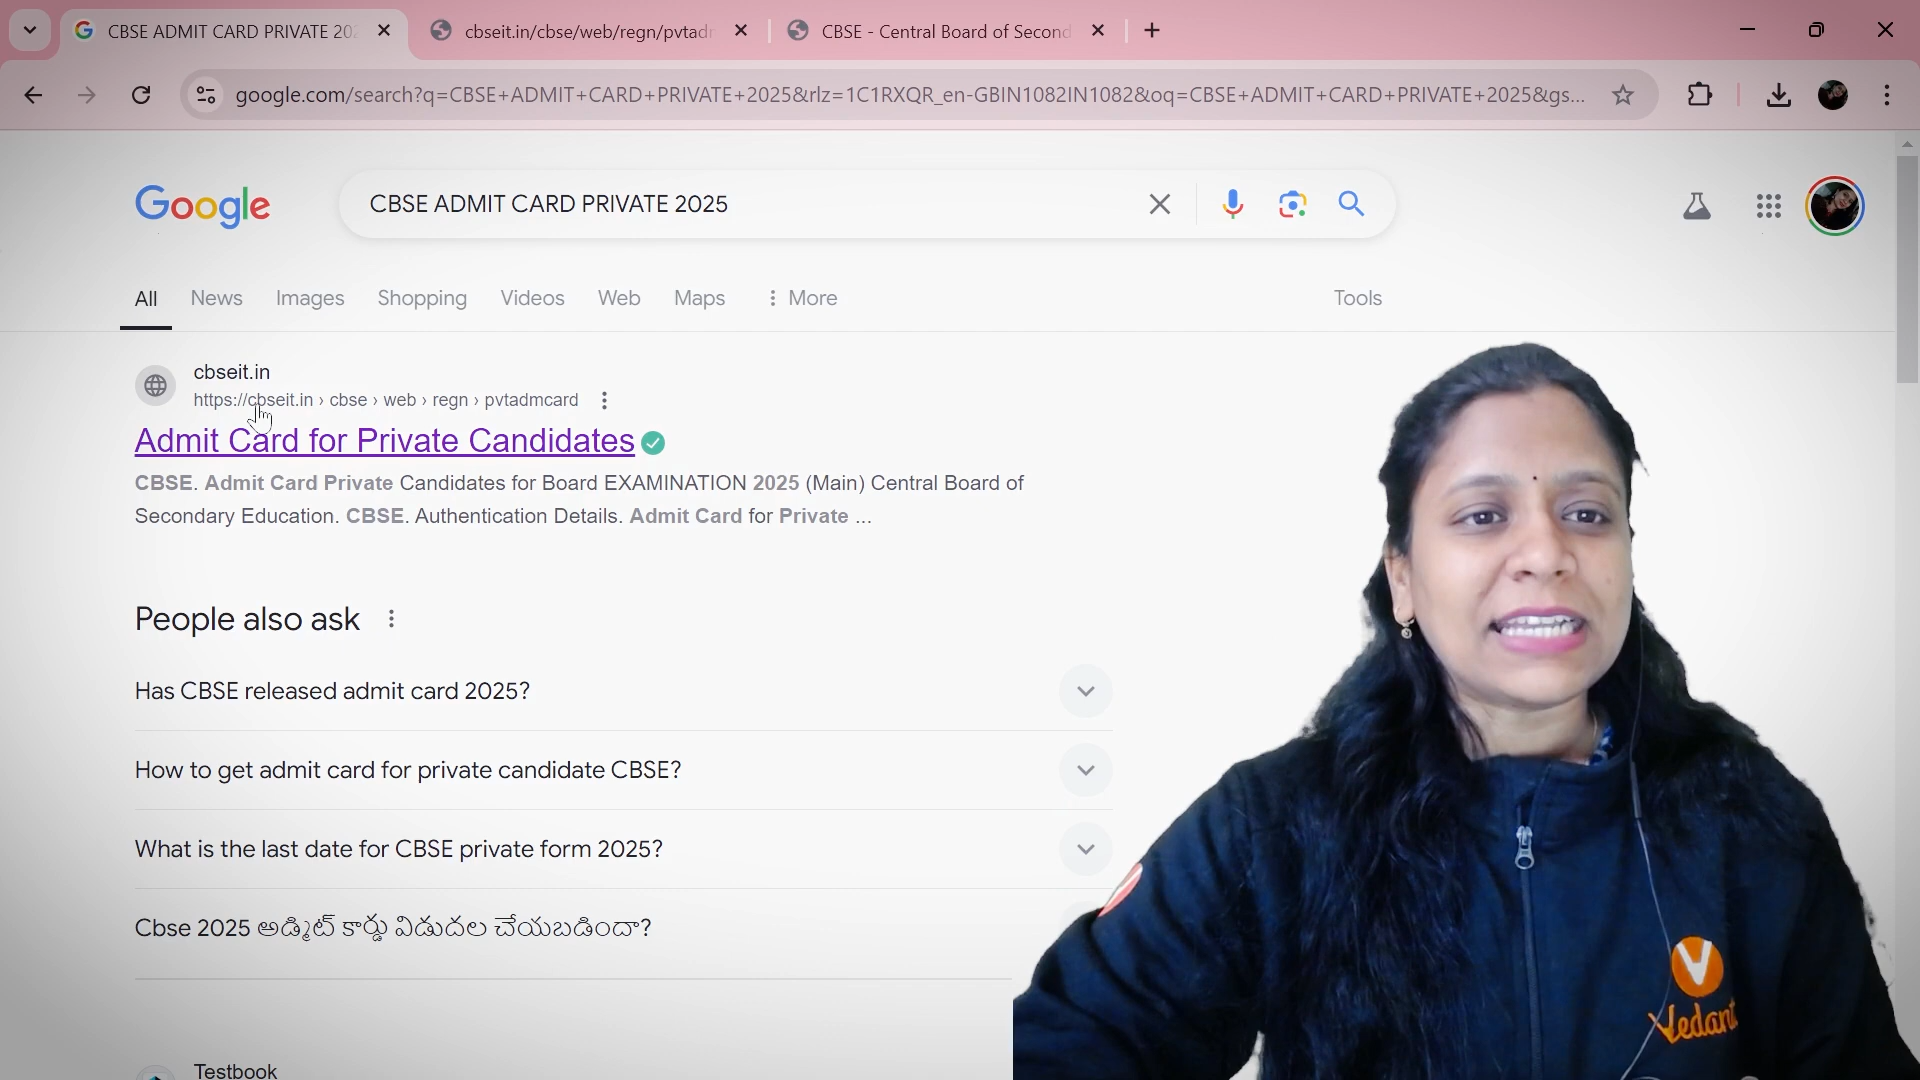 CBSE ADMIT CARD PRIVATE 202
cbseit.in/cbse/web/regn/pvtadm
CBSE - Central Board of Second
google.com/search?q=CBSE+ADMIT+CARD+PRIVATE+2025&rlz=1C1RXQR_en-GBIN1082IN1082&oq=CBSE+ADMIT+CARD+PRIVATE+2025&gs...
Google
CBSE ADMIT CARD PRIVATE 2025
All News Images Shopping Videos Web Maps More Tools
cbseit.in
https://cbseit.in › cbse › web › regn › pvtadmcard
Admit Card for Private Candidates
CBSE. Admit Card Private Candidates for Board EXAMINATION 2025 (Main) Central Board of
Secondary Education. CBSE. Authentication Details. Admit Card for Private ...
People also ask
Has CBSE released admit card 2025?
How to get admit card for private candidate CBSE?
What is the last date for CBSE private form 2025?
Cbse 2025 అడ్మిట్ కార్డు విడుదల చేయబడిందా?
Testbook
Vedant